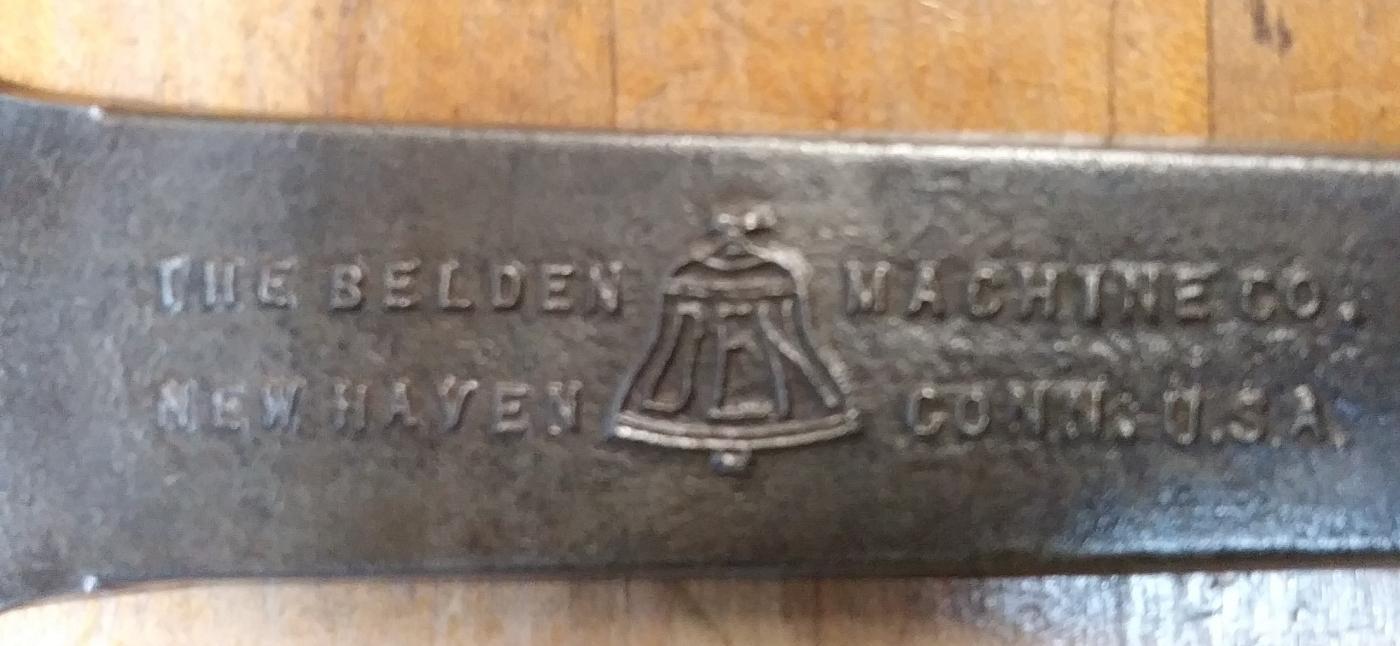 THE BELDEN MACHINE CO.
NEW HAVEN CONN. U.S.A.